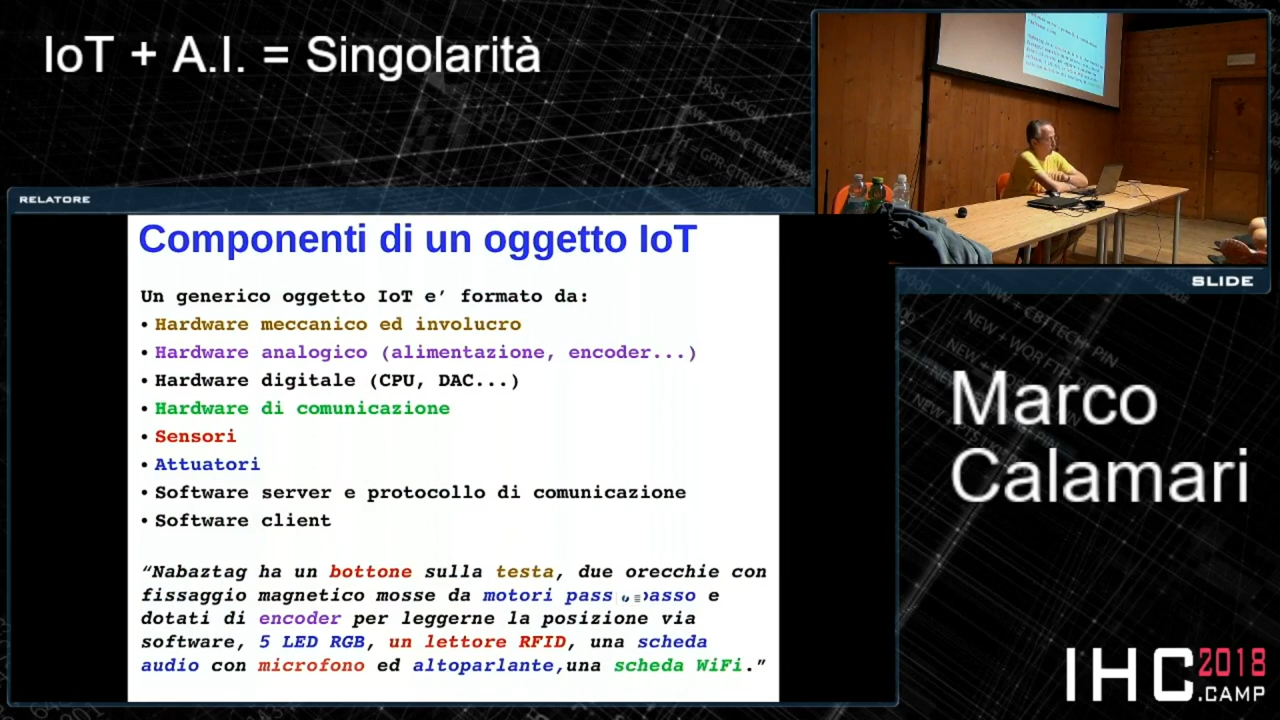 IoT + A.I. = Singolarità
RELATORE
SLIDE
Componenti di un oggetto IoT
Un generico oggetto IoT e’ formato da:
• Hardware meccanico ed involucro
• Hardware analogico (alimentazione, encoder...)
• Hardware digitale (CPU, DAC...)
• Hardware di comunicazione
• Sensori
• Attuatori
• Software server e protocollo di comunicazione
• Software client
“Nabaztag ha un bottone sulla testa, due orecchie con
fissaggio magnetico mosse da motori passo passo e
dotati di encoder per leggerne la posizione via
software, 5 LED RGB, un lettore RFID, una scheda
audio con microfono ed altoparlante,una scheda WiFi.”
Marco
Calamari
IHC 2018
.CAMP